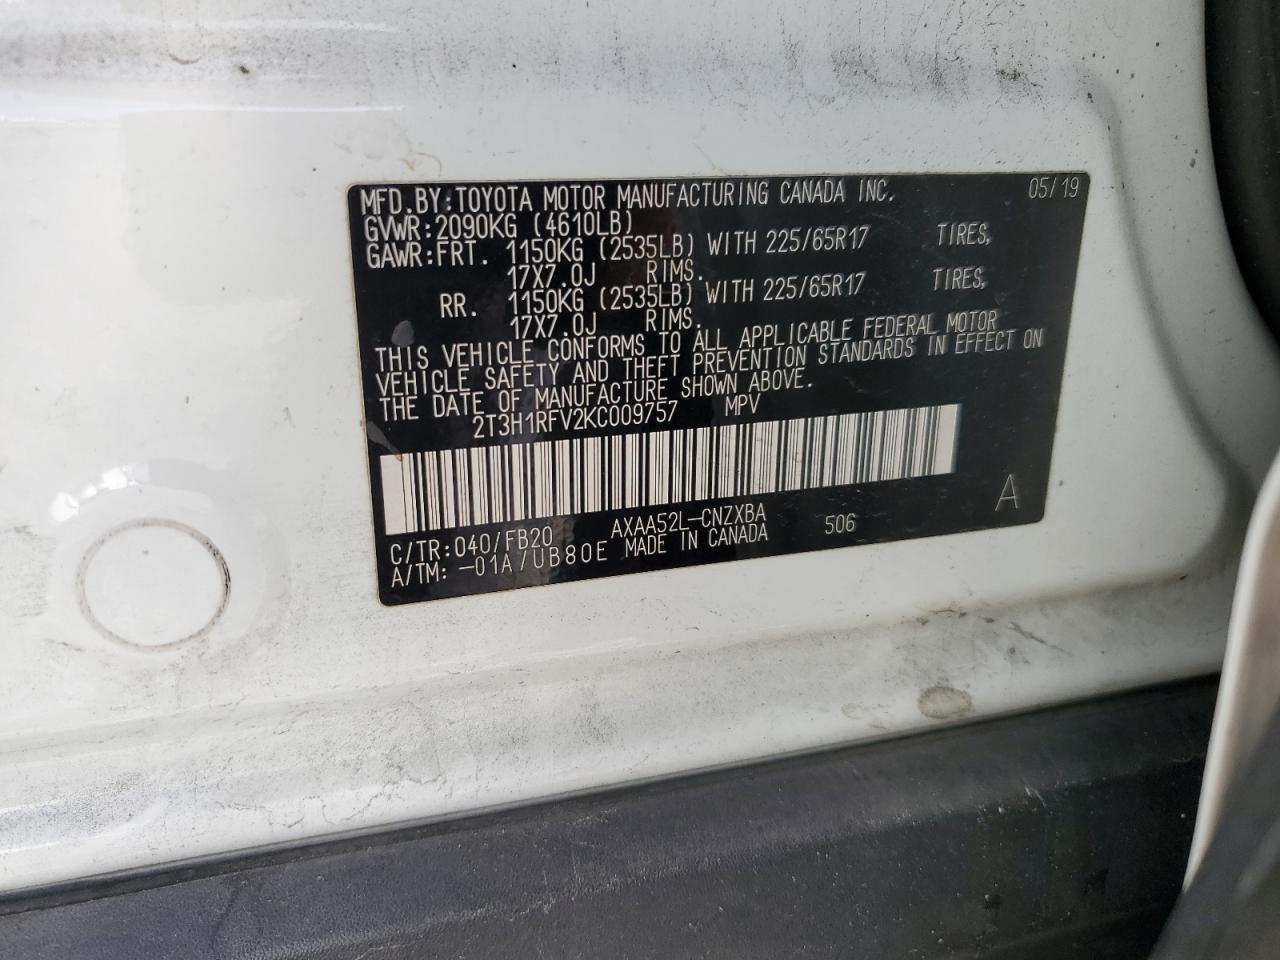 MFD. BY: TOYOTA MOTOR MANUFACTURING CANADA INC. 05/19
GVWR: 2090KG (4610LB)
GAWR: FRT. 1150KG (2535LB) WITH 225/65R17 TIRES,
17X7.0J RIMS.
RR. 1150KG (2535LB) WITH 225/65R17 TIRES,
17X7.0J RIMS.
THIS VEHICLE CONFORMS TO ALL APPLICABLE FEDERAL MOTOR
VEHICLE SAFETY AND THEFT PREVENTION STANDARDS IN EFFECT ON
THE DATE OF MANUFACTURE SHOWN ABOVE.
2T3H1RFV2KC009757 MPV
A
C/TR: 040/FB20 AXAA52L-CNZXBA 506
A/TM: -01A/UB80E MADE IN CANADA